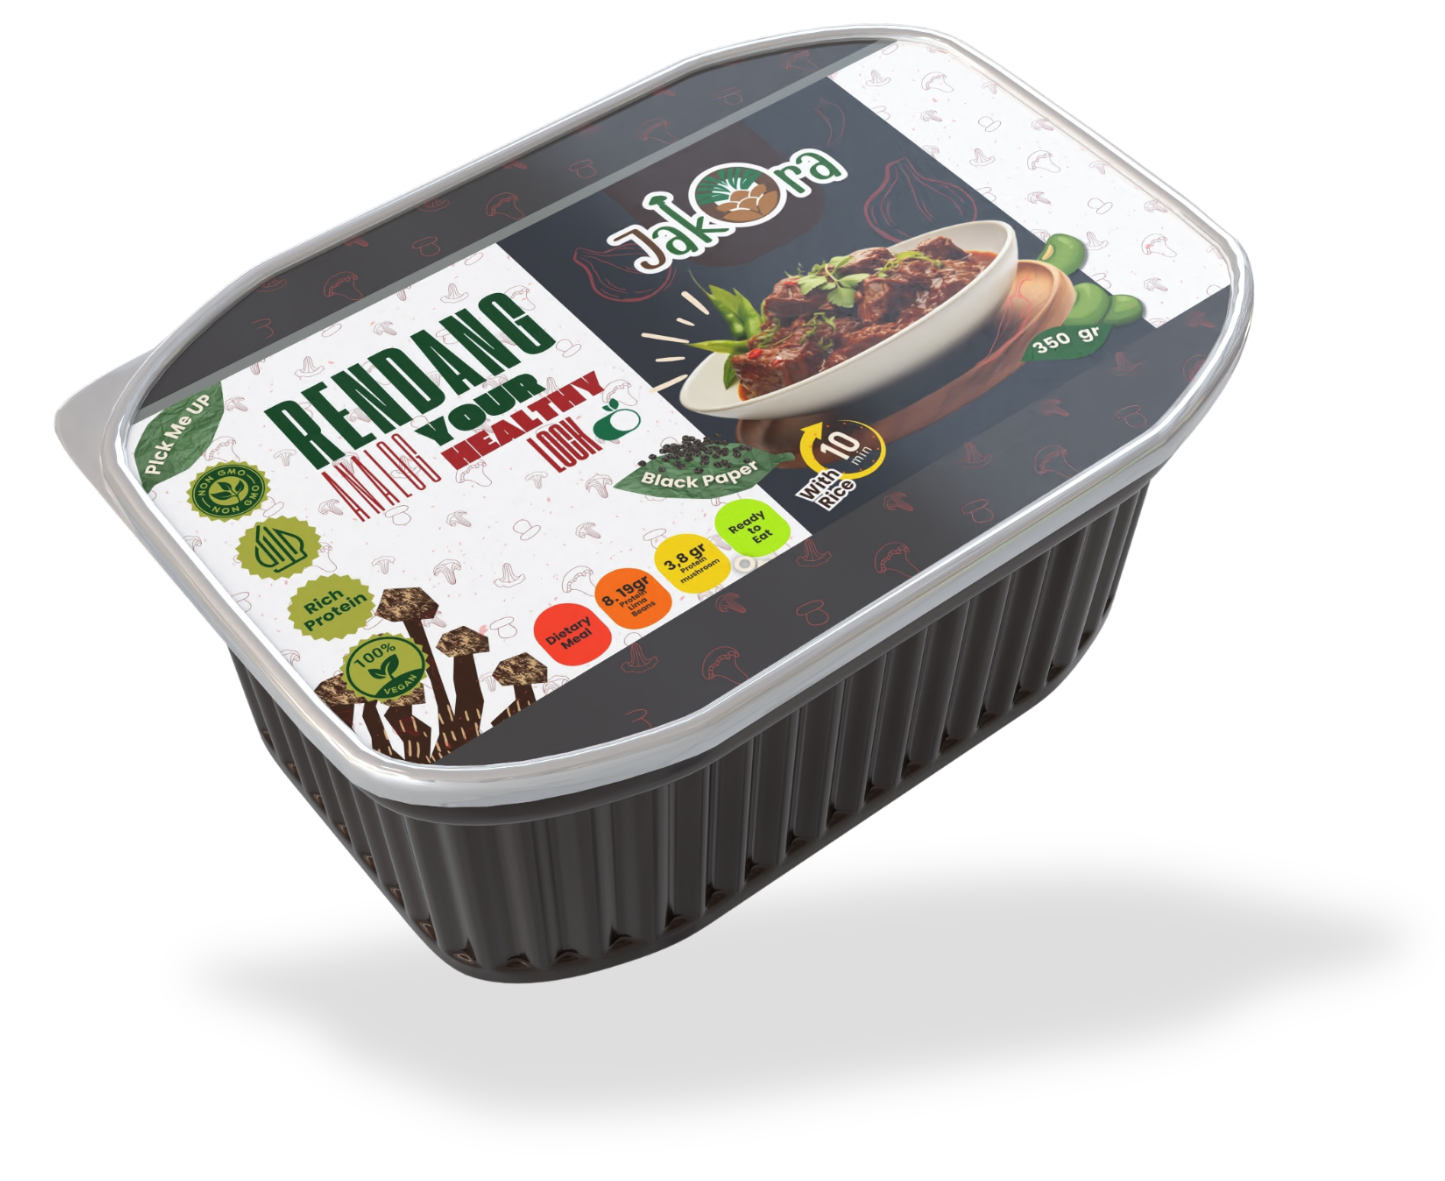 JakOra
350 gr
RENDANG
ANALOG
YOUR
HEALTHY
LOOK
Pick Me UP
NON GMO
NON GMO
Rich
Protein
100%
VEGAN
Black Paper
10
min
With
Rice
Ready
to
Eat
3,8 gr
Protein
mushroom
8.19gr
Protein
Lima
Beans
Dietary
Meal